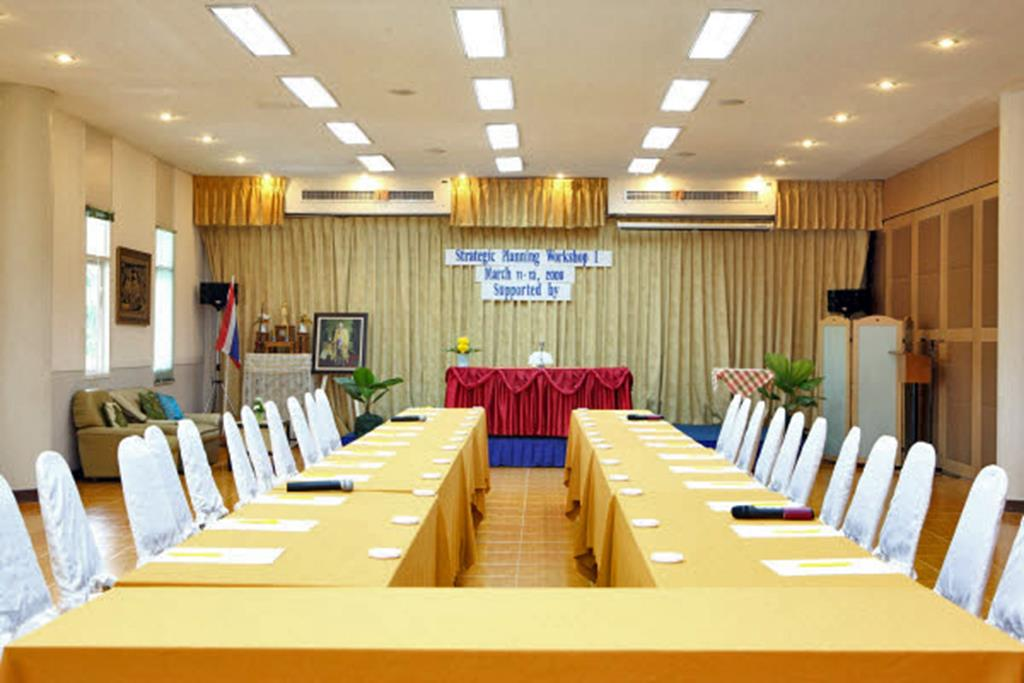 Strategic Planning Workshop I
March 11-12, 2008
Supported by